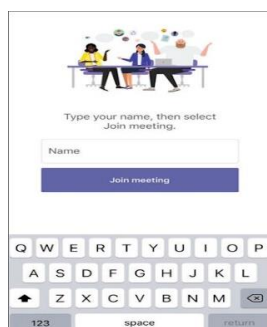 Type your name, then select
Join meeting.
Name
Join meeting
Q W E R T Y U I O P
A S D F G H J K L
Z X C V B N M
123 space return